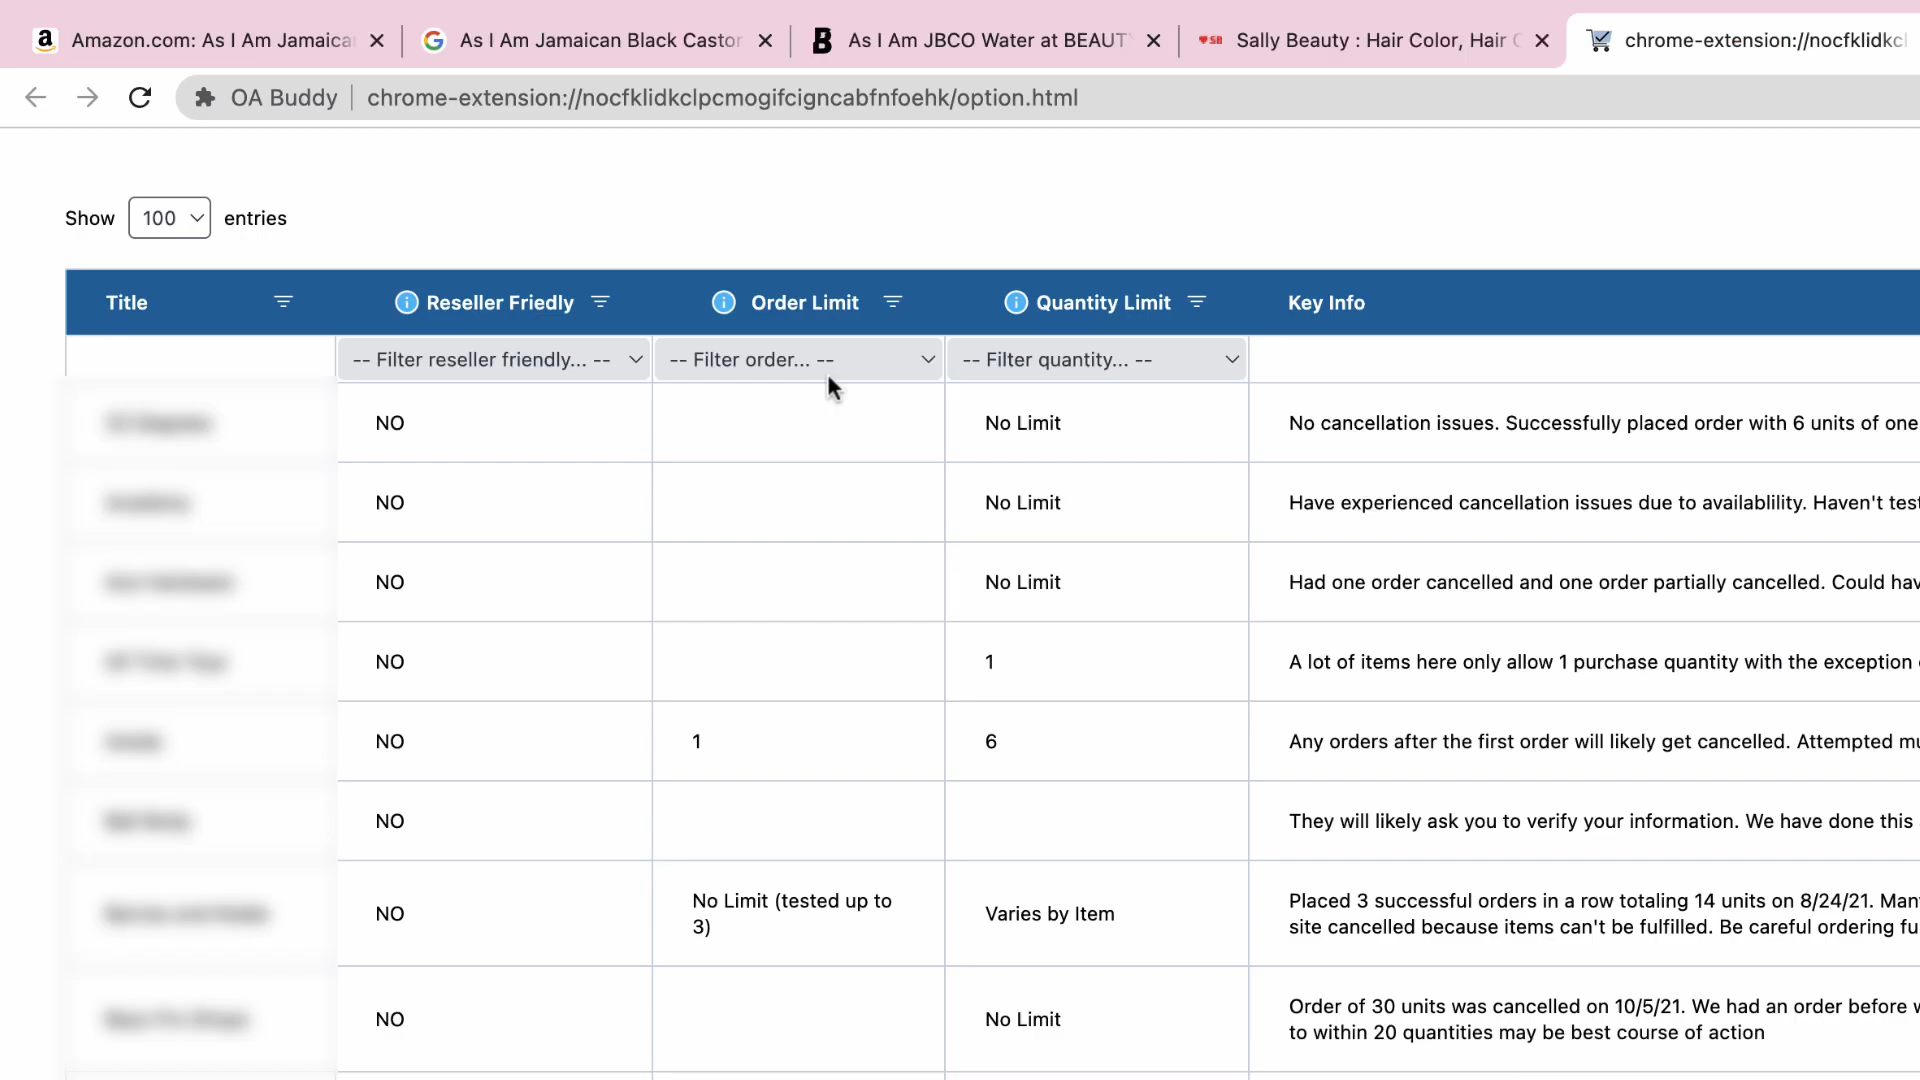 Amazon.com: As I Am Jamaica
As I Am Jamaican Black Castor
As I Am JBCO Water at BEAUTY
Sally Beauty : Hair Color, Hair C
chrome-extension://nocfklidkcl
OA Buddy
chrome-extension://nocfklidkclpcmogifcigncabfnfoehk/option.html
Show 100 entries
Title Reseller Friedly Order Limit Quantity Limit Key Info
-- Filter reseller friendly... -- -- Filter order... -- -- Filter quantity... --
NO No Limit No cancellation issues. Successfully placed order with 6 units of one
NO No Limit Have experienced cancellation issues due to availablility. Haven't test
NO No Limit Had one order cancelled and one order partially cancelled. Could hav
NO 1 A lot of items here only allow 1 purchase quantity with the exception
NO 1 6 Any orders after the first order will likely get cancelled. Attempted mu
NO They will likely ask you to verify your information. We have done this
NO No Limit (tested up to
3) Varies by Item Placed 3 successful orders in a row totaling 14 units on 8/24/21. Many
site cancelled because items can't be fulfilled. Be careful ordering fu
NO No Limit Order of 30 units was cancelled on 10/5/21. We had an order before w
to within 20 quantities may be best course of action